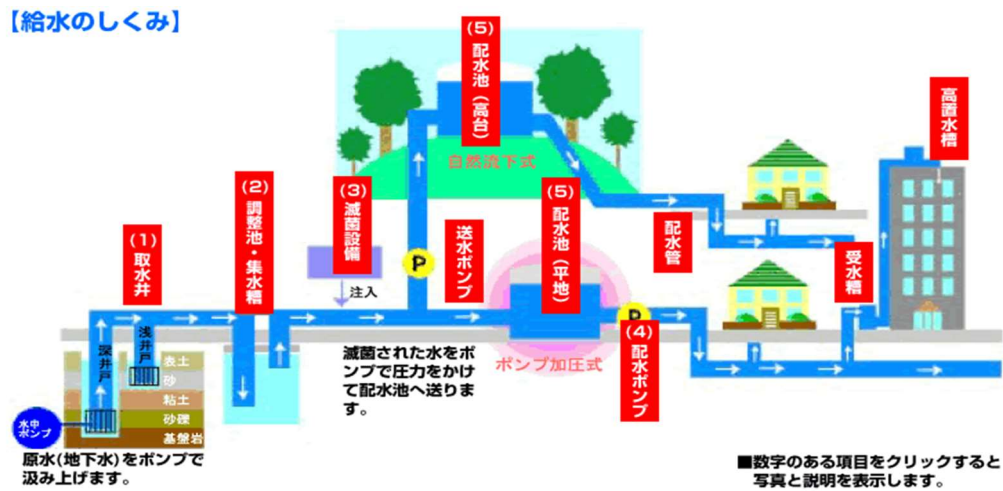 【給水のしくみ】
(5)
配水池(高台)
自然流下式
高置水槽
(1)
取水井
(2)
調整池・集水槽
(3)
滅菌設備
注入
P
送水ポンプ
(5)
配水池(平地)
ポンプ加圧式
配水管
受水槽
P
(4)
配水ポンプ
深井戸
浅井戸
表土
砂
粘土
砂礫
基盤岩
水中
ポンプ
原水(地下水)をポンプで
汲み上げます。
滅菌された水をポ
ンプで圧力をかけ
て配水池へ送りま
す。
■数字のある項目をクリックすると
写真と説明を表示します。